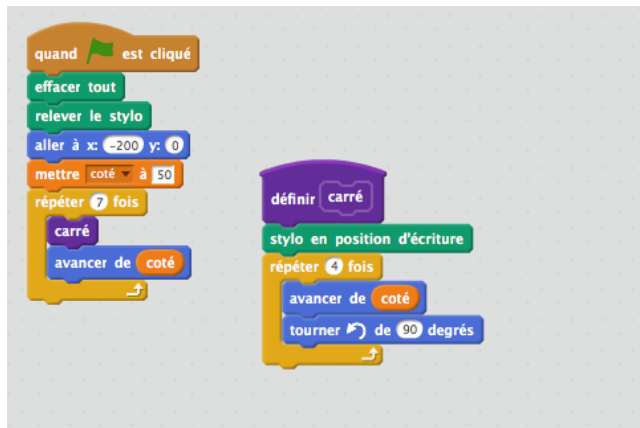 quand est cliqué
effacer tout
relever le stylo
aller à x: -200 y: 0
mettre coté à 50
répéter 7 fois
carré
avancer de coté
définir carré
stylo en position d'écriture
répéter 4 fois
avancer de coté
tourner de 90 degrés